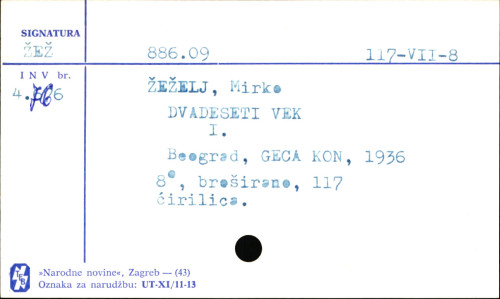 SIGNATURA
ŽEŽ 886.09 117-VII-8
INV br.
ŽEŽELJ, Mirko
DVADESETI VEK
I.
Beograd, GECA KON, 1936
8°, broširano, 117
ćirilica.
»Narodne novine«, Zagreb — (43)
Oznaka za narudžbu: UT-XI/11-13